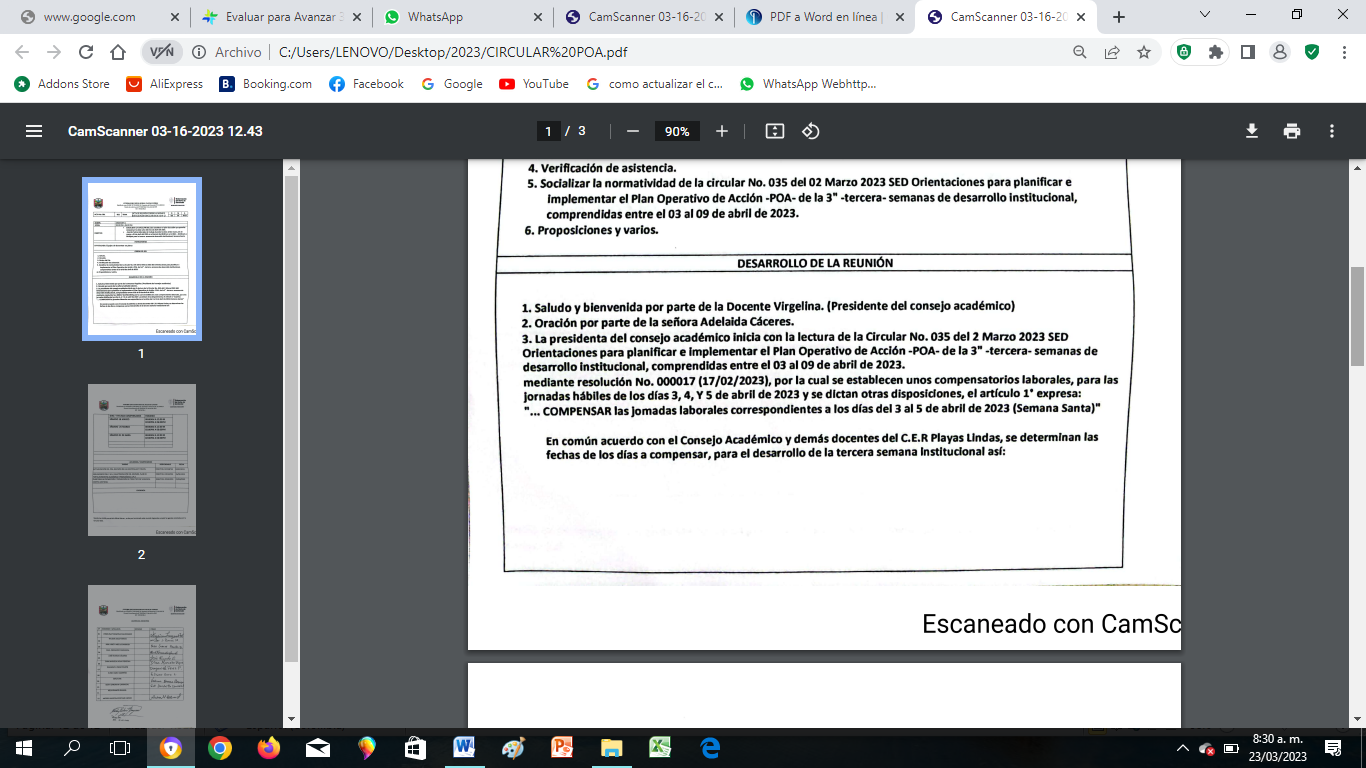 www.google.com
Evaluar para Avanzar 3
WhatsApp
CamScanner 03-16-20
PDF a Word en línea |
CamScanner 03-16-20
VPN
Archivo
C:/Users/LENOVO/Desktop/2023/CIRCULAR%20POA.pdf
Addons Store
AliExpress
B.
Booking.com
Facebook
Google
YouTube
como actualizar el c...
WhatsApp Webhttp...
CamScanner 03-16-2023 12.43
1 / 3
90%
1
2
4. Verificación de asistencia.
5. Socializar la normatividad de la circular No. 035 del 02 Marzo 2023 SED Orientaciones para planificar e
Implementar el Plan Operativo de Acción -POA- de la 3" -tercera- semanas de desarrollo institucional,
comprendidas entre el 03 al 09 de abril de 2023.
6. Proposiciones y varios.
DESARROLLO DE LA REUNIÓN
1. Saludo y bienvenida por parte de la Docente Virgelina. (Presidente del consejo académico)
2. Oración por parte de la señora Adelaida Cáceres.
3. La presidenta del consejo académico inicia con la lectura de la Circular No. 035 del 2 Marzo 2023 SED
Orientaciones para planificar e implementar el Plan Operativo de Acción -POA- de la 3" -tercera- semanas de
desarrollo institucional, comprendidas entre el 03 al 09 de abril de 2023.
mediante resolución No. 000017 (17/02/2023), por la cual se establecen unos compensatorios laborales, para las
jornadas hábiles de los días 3, 4, Y 5 de abril de 2023 y se dictan otras disposiciones, el artículo 1° expresa:
"... COMPENSAR las jomadas laborales correspondientes a los días del 3 al 5 de abril de 2023 (Semana Santa)"
En común acuerdo con el Consejo Académico y demás docentes del C.E.R Playas Lindas, se determinan las
fechas de los días a compensar, para el desarrollo de la tercera semana Institucional así:
Escaneado con CamSc
8:30 a. m.
23/03/2023